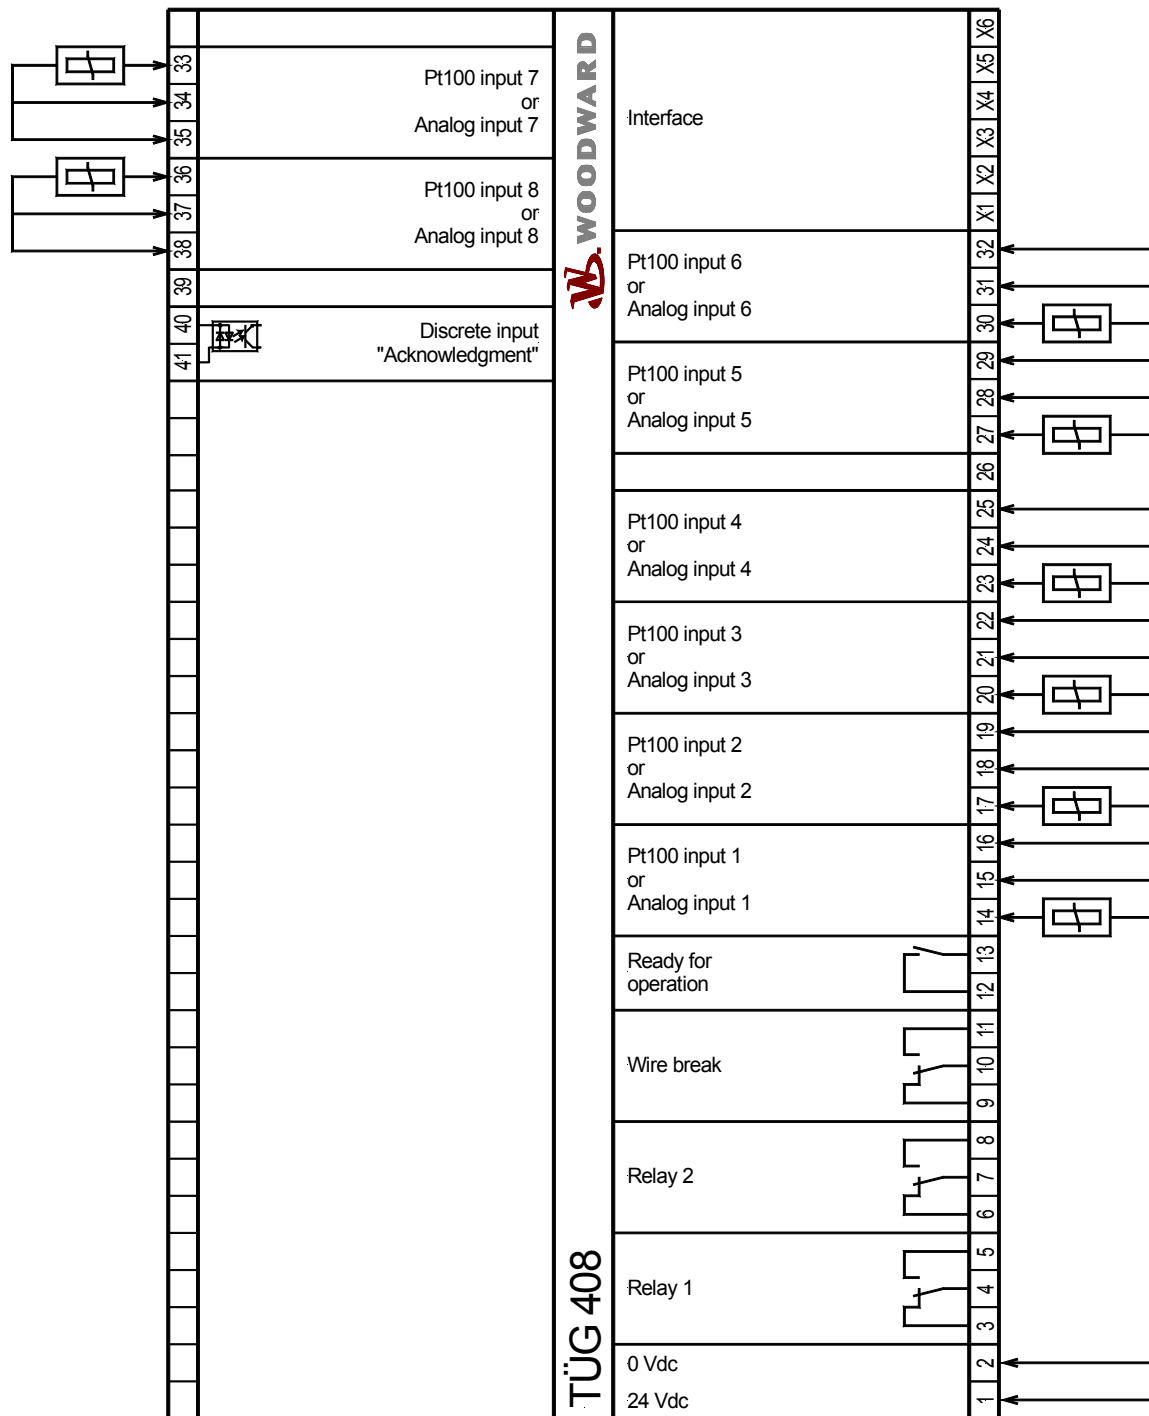 33
34
35
36
37
38
39
40
41
Pt100 input 7
or
Analog input 7
Pt100 input 8
or
Analog input 8
Discrete input
"Acknowledgment"
WOODWARD
TÜG 408
Interface
Pt100 input 6
or
Analog input 6
Pt100 input 5
or
Analog input 5
Pt100 input 4
or
Analog input 4
Pt100 input 3
or
Analog input 3
Pt100 input 2
or
Analog input 2
Pt100 input 1
or
Analog input 1
Ready for
operation
Wire break
Relay 2
Relay 1
0 Vdc
24 Vdc
X6
X5
X4
X3
X2
X1
32
31
30
29
28
27
26
25
24
23
22
21
20
19
18
17
16
15
14
13
12
11
10
9
8
7
6
5
4
3
2
1